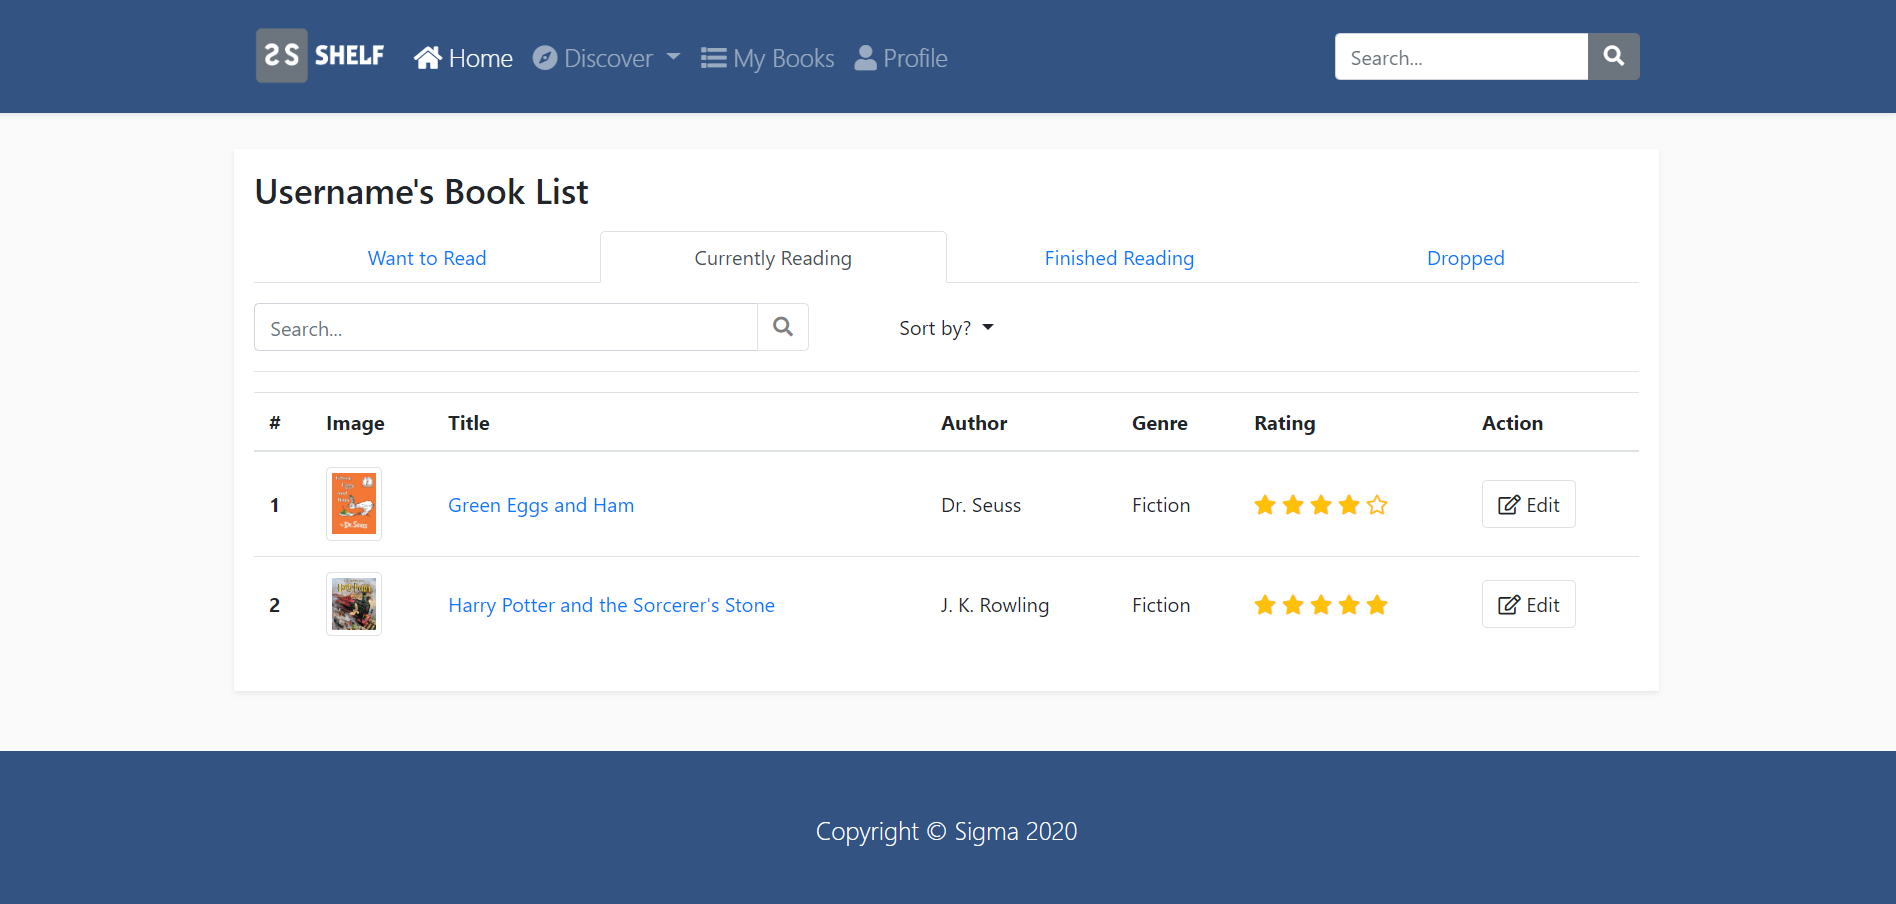 SS SHELF Home Discover My Books Profile Search...
Username's Book List
Want to Read Currently Reading Finished Reading Dropped
Search... Sort by?
# Image Title Author Genre Rating Action
1 Green Eggs and Ham Dr. Seuss Fiction Edit
2 Harry Potter and the Sorcerer's Stone J. K. Rowling Fiction Edit
Copyright © Sigma 2020